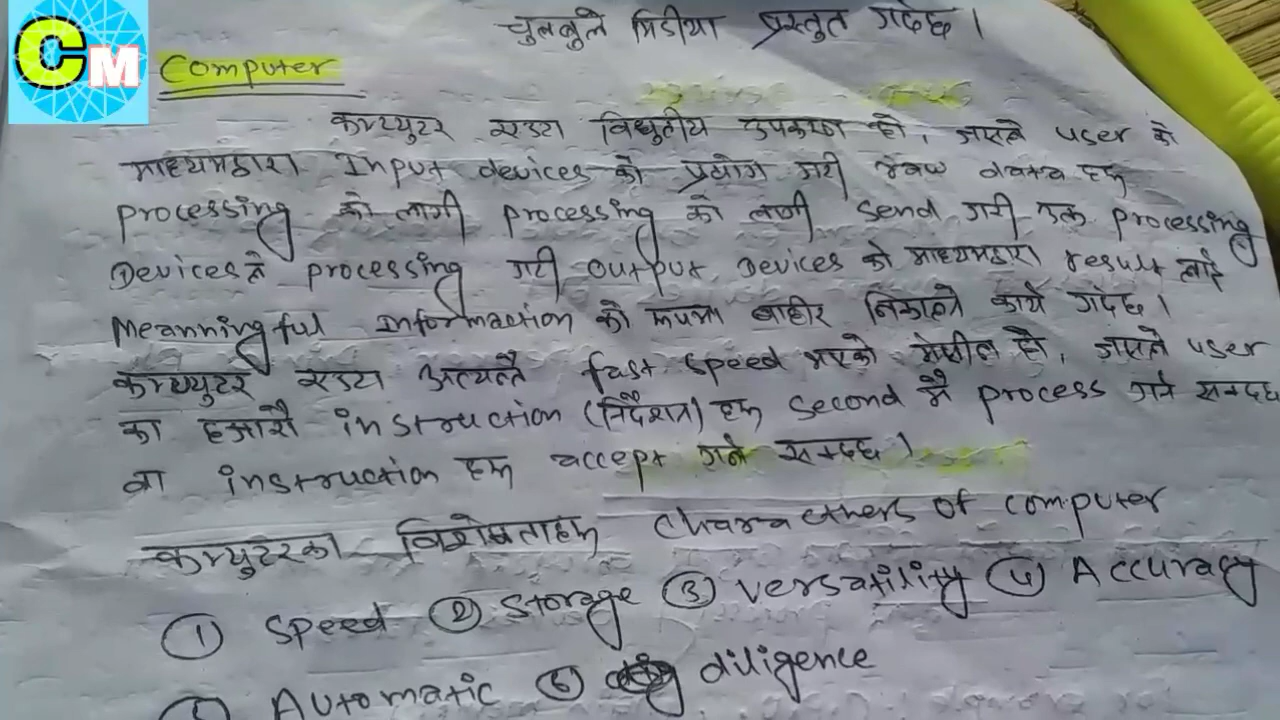 CM
चुलबुले मिडीया प्रस्तुत गर्दछ ।
Computer
कम्प्युटर एउटा विधुतीय उपकरण हो, जसले user को
माध्यमद्वारा Input devices को प्रयोग गरी raw data हरू
processing को लागी processing को लागी send गरी उक्त processing
Devices ले processing गरी output Devices को माध्यमद्वारा result लाई
Meanningful Information को रूपमा बाहीर निकाल्ने कार्य गर्दछ ।
कम्प्युटर एउटा अत्यन्तै fast speed भएको मेसीन हो, जसले user
का हजारौ instruction (निर्देशन) हरू second मै process गर्न सक्दछ
वा instruction हरू accept गर्न सक्दछ ।
कम्प्युटरका विशेषताहरू characthers of computer
① speed ② storage ③ versatility ④ Accuracy
⑤ Automatic ⑥ diligence